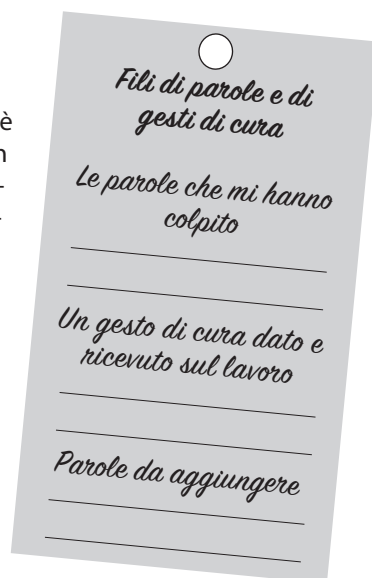 è
n
-
-
Fili di parole e di
gesti di cura
Le parole che mi hanno
colpito
Un gesto di cura dato e
ricevuto sul lavoro
Parole da aggiungere